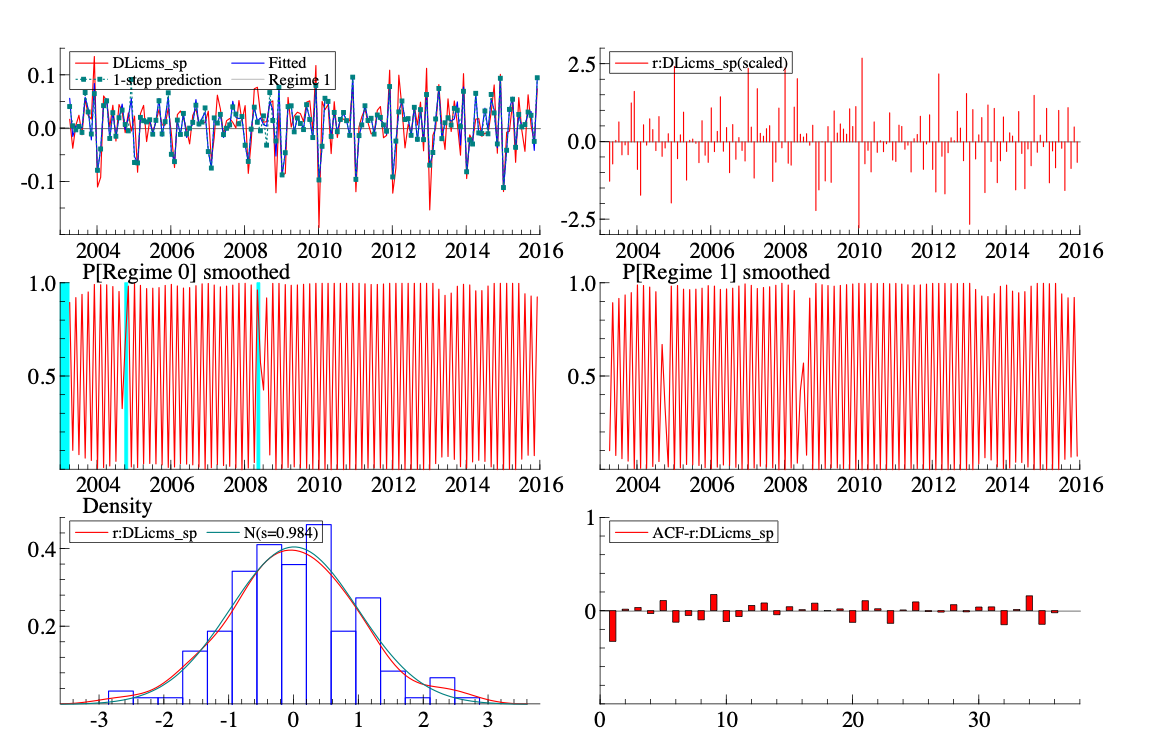 DLicms_sp Fitted
1-step prediction Regime 1
0.1
0.0
-0.1
2004 2006 2008 2010 2012 2014 2016
r:DLicms_sp(scaled)
2.5
0.0
-2.5
2004 2006 2008 2010 2012 2014 2016
P[Regime 0] smoothed
1.0
0.5
2004 2006 2008 2010 2012 2014 2016
P[Regime 1] smoothed
1.0
0.5
2004 2006 2008 2010 2012 2014 2016
Density
r:DLicms_sp N(s=0.984)
0.4
0.2
-3 -2 -1 0 1 2 3
ACF-r:DLicms_sp
1
0
0 10 20 30